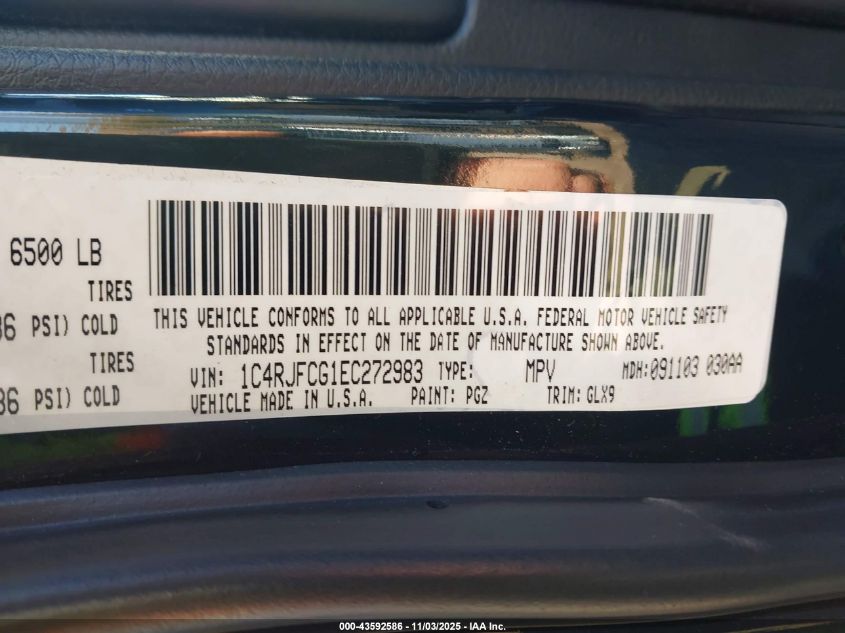 6500 LB
TIRES
36 PSI) COLD
TIRES
36 PSI) COLD
THIS VEHICLE CONFORMS TO ALL APPLICABLE U.S.A. FEDERAL MOTOR VEHICLE SAFETY
STANDARDS IN EFFECT ON THE DATE OF MANUFACTURE SHOWN ABOVE.
VIN: 1C4RJFCG1EC272983 TYPE: MPV MDH: 091103 030AA
VEHICLE MADE IN U.S.A. PAINT: PGZ TRIM: GLX9
000-43592586 - 11/03/2025 - IAA Inc.